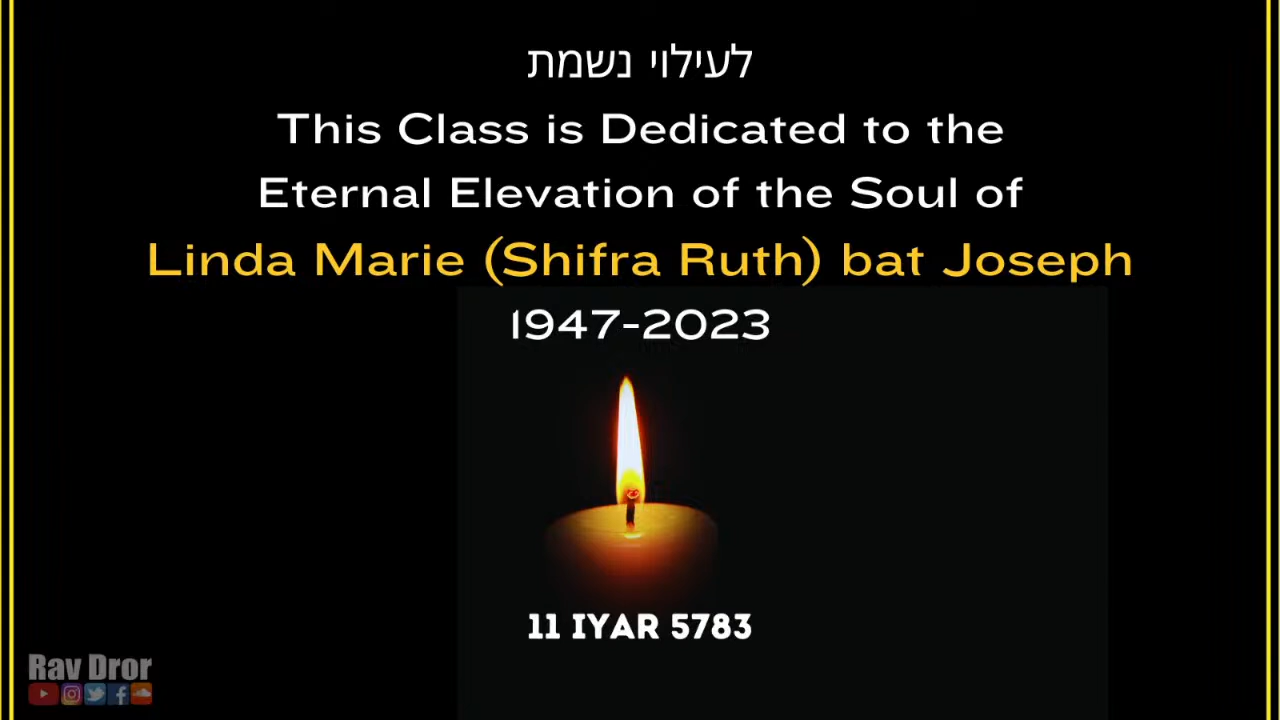 לעילוי נשמת
This Class is Dedicated to the
Eternal Elevation of the Soul of
Linda Marie (Shifra Ruth) bat Joseph
1947-2023
11 IYAR 5783
Rav Dror